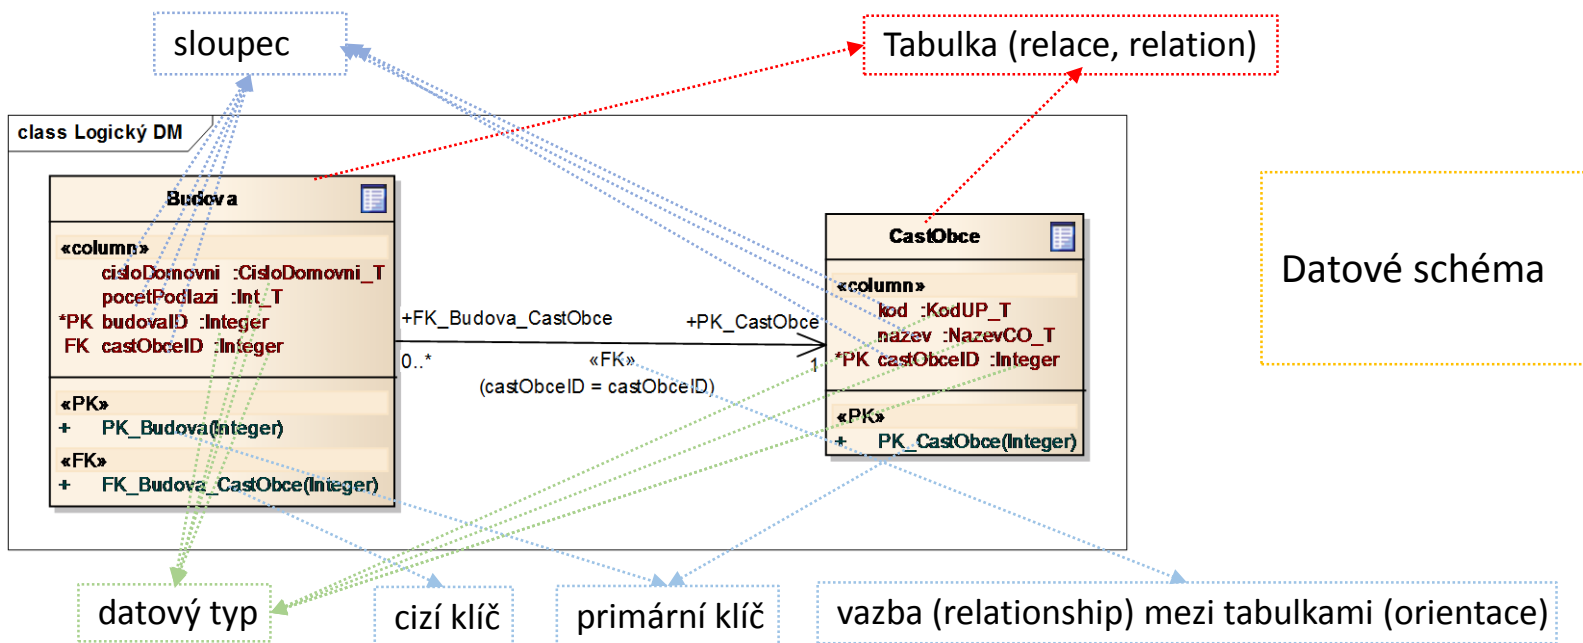 sloupec
Tabulka (relace, relation)
class Logický DM
Budova
«column»
cisloDomovni :CisloDomovni_T
pocetPodlazi :Int_T
*PK budovaID :Integer
FK castObceID :Integer
«PK»
+ PK_Budova(Integer)
«FK»
+ FK_Budova_CastObce(Integer)
+FK_Budova_CastObce
+PK_CastObce
0..*
«FK»
1
(castObceID = castObceID)
CastObce
«column»
kod :KodUP_T
nazev :NazevCO_T
*PK castObceID :Integer
«PK»
+ PK_CastObce(Integer)
Datové schéma
datový typ
cizí klíč
primární klíč
vazba (relationship) mezi tabulkami (orientace)